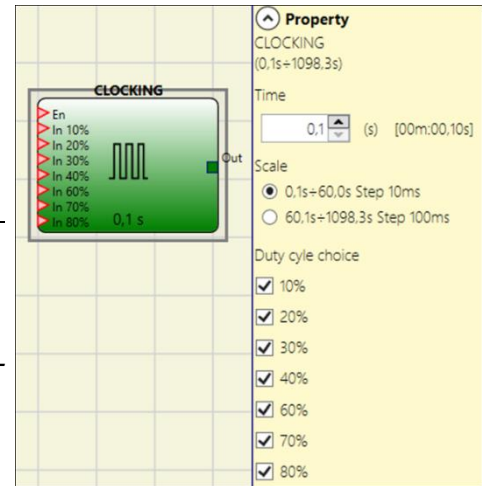 CLOCKING
En
In 10%
In 20%
In 30%
In 40%
In 60%
In 70%
In 80%
0,1 s
Out
Property
CLOCKING
(0,1s÷1098,3s)
Time
0,1 (s) [00m:00,10s]
Scale
0,1s÷60,0s Step 10ms
60,1s÷1098,3s Step 100ms
Duty cyle choice
10%
20%
30%
40%
60%
70%
80%